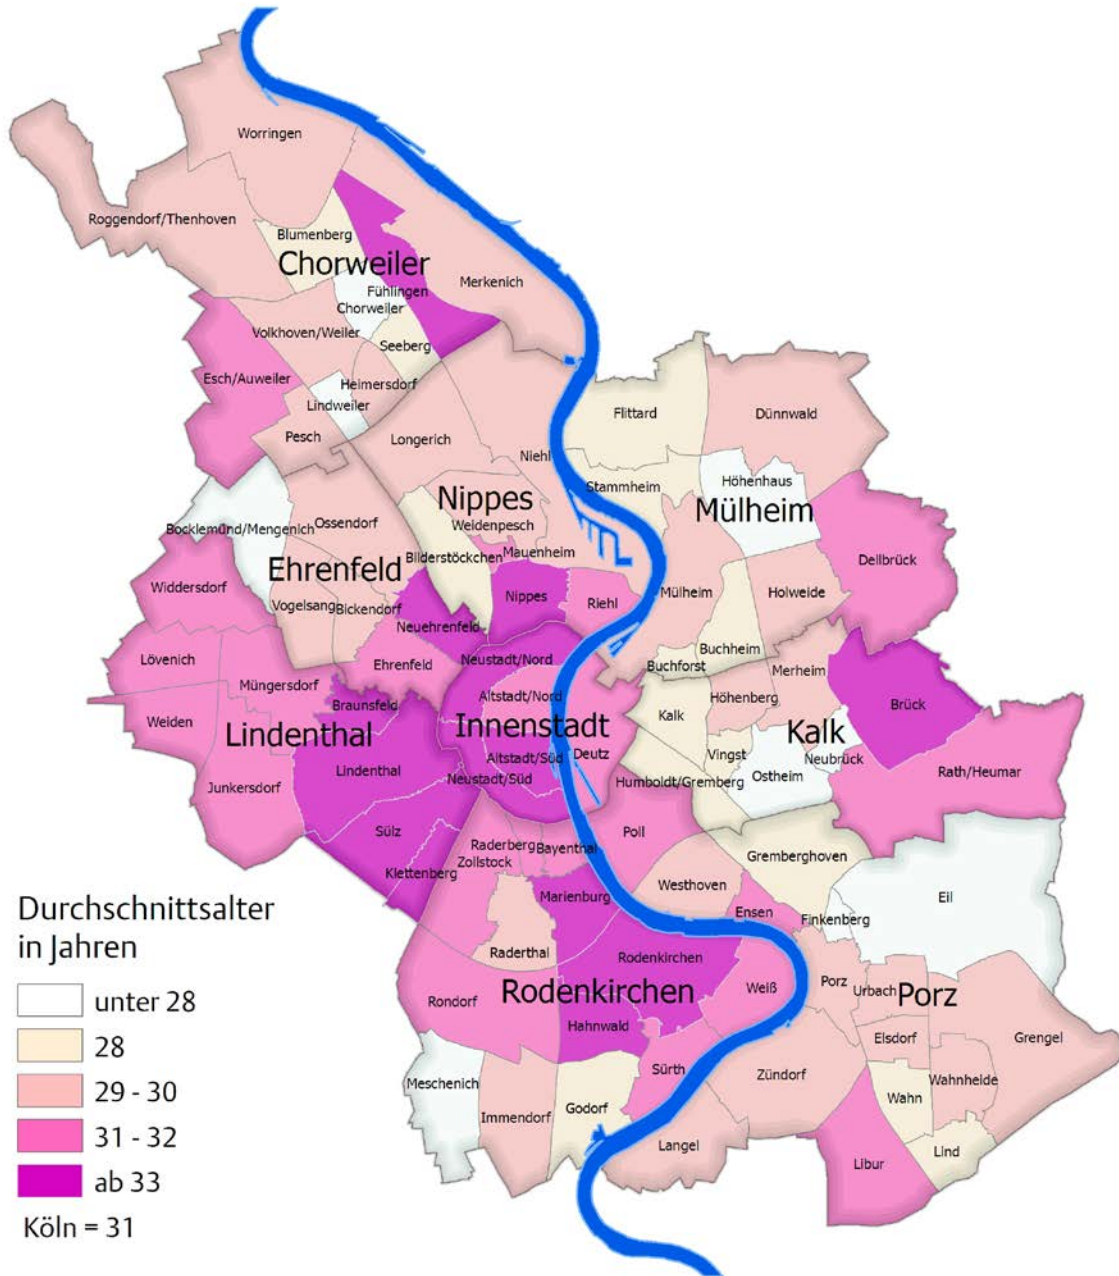 Worringen
Roggendorf/Thenhoven
Blumenberg
Chorweiler
Fühlingen
Chorweiler
Merkenich
Volkhoven/Weiler
Seeberg
Esch/Auweiler
Heimersdorf
Lindweiler
Pesch
Longerich
Niehl
Flittard
Dünnwald
Stammheim
Höhenhaus
Mülheim
Nippes
Weidenpesch
Ossendorf
Bocklemünd/Mengenich
Bilderstöckchen
Mauenheim
Dellbrück
Ehrenfeld
Widdersdorf
Vogelsang
Bickendorf
Nippes
Riehl
Mülheim
Holweide
Neuehrenfeld
Buchheim
Lövenich
Ehrenfeld
Neustadt/Nord
Buchforst
Merheim
Müngersdorf
Altstadt/Nord
Höhenberg
Brück
Braunsfeld
Weiden
Lindenthal
Innenstadt
Kalk
Kalk
Deutz
Vingst
Altstadt/Süd
Neubrück
Lindenthal
Neustadt/Süd
Ostheim
Rath/Heumar
Junkersdorf
Humboldt/Gremberg
Sülz
Poll
Raderberg
Bayenthal
Zollstock
Klettenberg
Gremberghoven
Westhoven
Marienburg
Eil
Ensen
Finkenberg
Raderthal
Rodenkirchen
Rodenkirchen
Weiß
Porz
Urbach
Porz
Rondorf
Hahnwald
Elsdorf
Grengel
Sürth
Zündorf
Wahnheide
Meschenich
Wahn
Immendorf
Godorf
Langel
Libur
Lind
Durchschnittsalter
in Jahren
unter 28
28
29 - 30
31 - 32
ab 33
Köln = 31